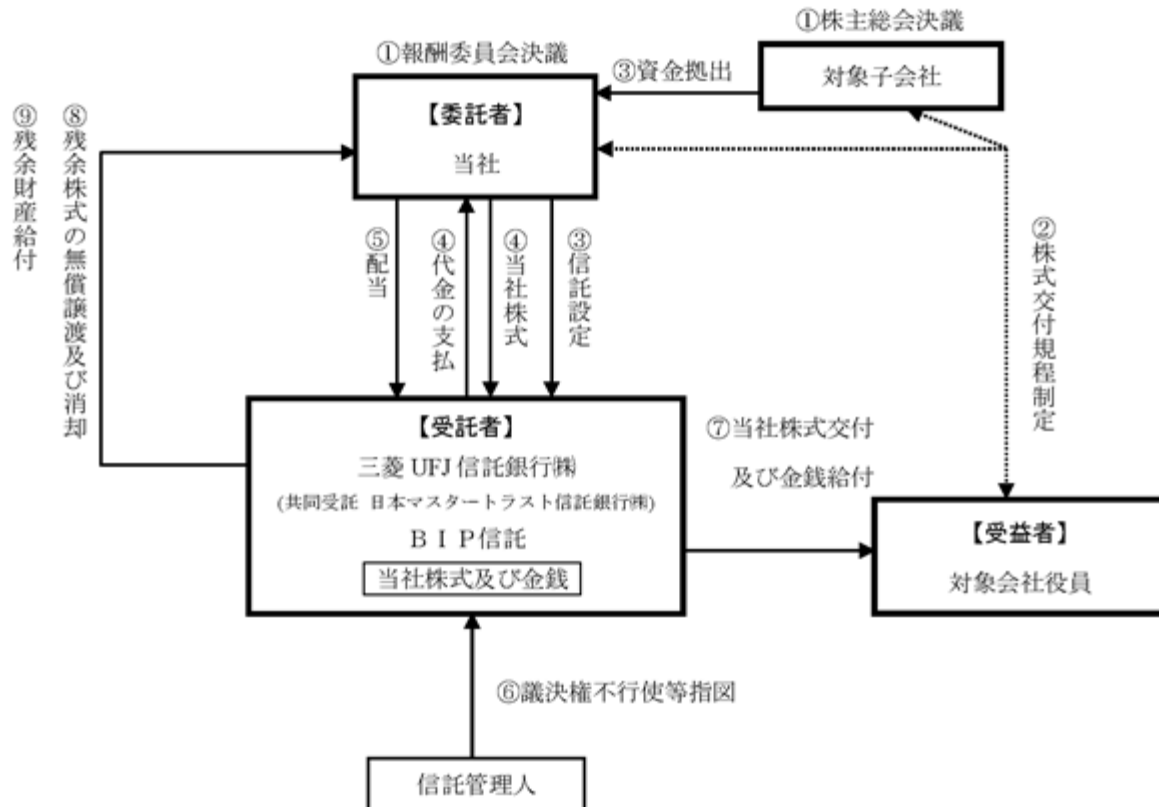 ①株主総会決議
対象子会社
①報酬委員会決議
③資金拠出
【委託者】
当社
⑨残余財産給付
⑧残余株式の無償譲渡及び消却
⑤配当
④代金の支払
④当社株式
③信託設定
②株式交付規程制定
【受託者】
三菱UFJ信託銀行㈱
(共同受託 日本マスタートラスト信託銀行㈱)
ＢＩＰ信託
当社株式及び金銭
⑦当社株式交付
及び金銭給付
【受益者】
対象会社役員
⑥議決権不行使等指図
信託管理人